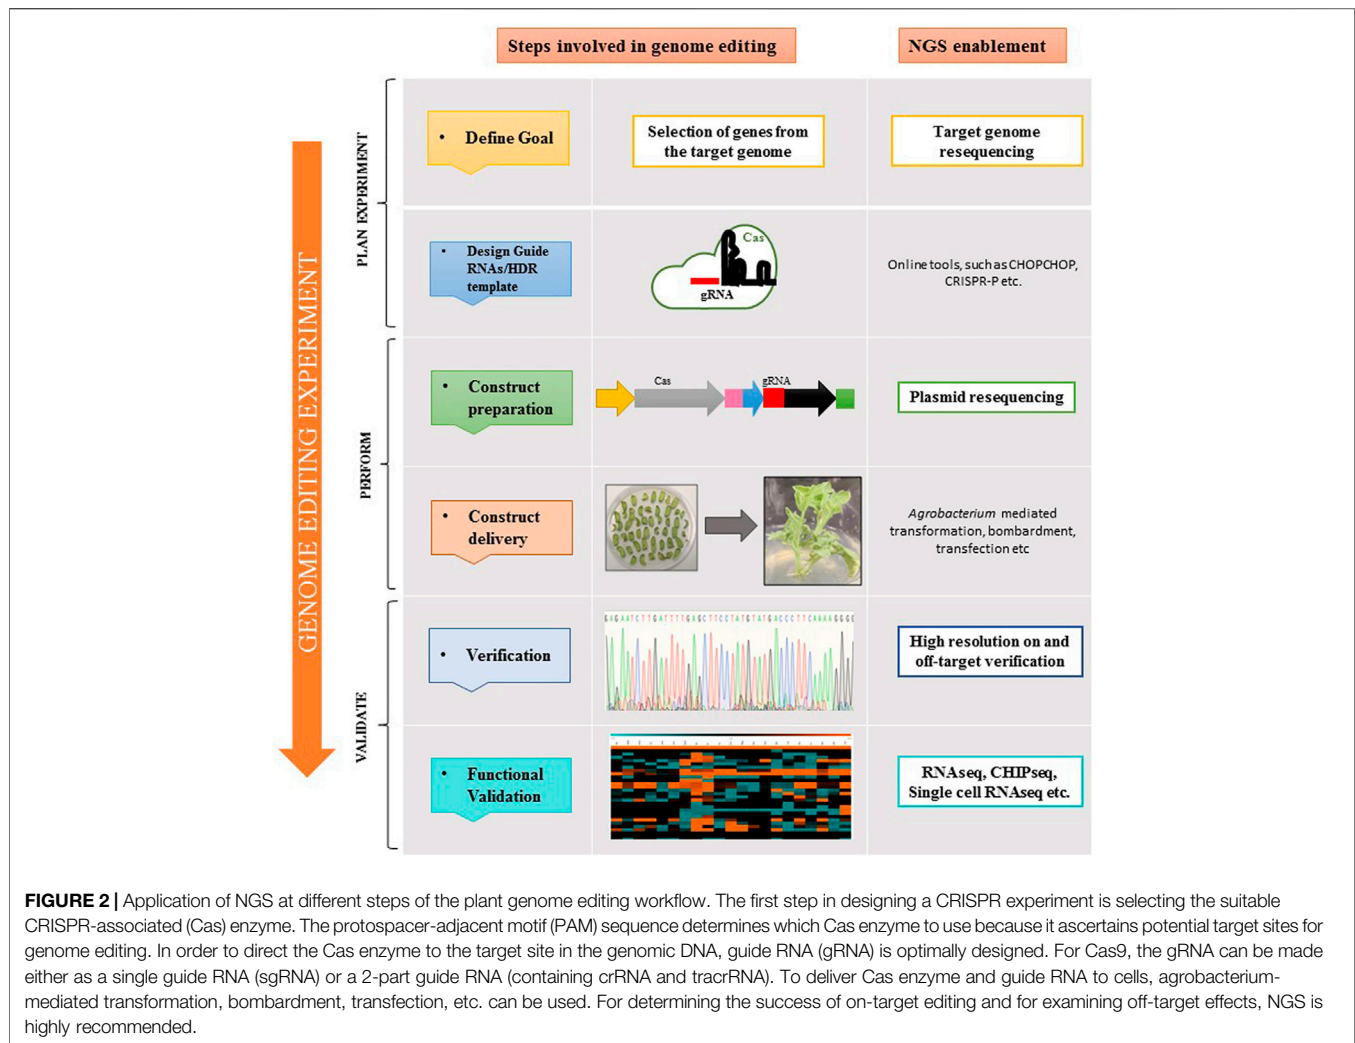 Steps involved in genome editing
NGS enablement
GENOME EDITING EXPERIMENT
PLAN EXPERIMENT
• Define Goal
Selection of genes from
the target genome
Target genome
resequencing
• Design Guide
RNAs/HDR
template
Cas
gRNA
Online tools, such as CHOPCHOP,
CRISPR-P etc.
PERFORM
• Construct
preparation
Cas
gRNA
Plasmid resequencing
• Construct
delivery
Agrobacterium mediated
transformation, bombardment,
transfection etc
VALIDATE
• Verification
GAGAATCTTGATTTTGAGCTTCCTATGTATGACCCTTCAAAAGGGG
High resolution on and
off-target verification
• Functional
Validation
RNAseq, CHIPseq,
Single cell RNAseq etc.
FIGURE 2 | Application of NGS at different steps of the plant genome editing workflow. The first step in designing a CRISPR experiment is selecting the suitable
CRISPR-associated (Cas) enzyme. The protospacer-adjacent motif (PAM) sequence determines which Cas enzyme to use because it ascertains potential target sites for
genome editing. In order to direct the Cas enzyme to the target site in the genomic DNA, guide RNA (gRNA) is optimally designed. For Cas9, the gRNA can be made
either as a single guide RNA (sgRNA) or a 2-part guide RNA (containing crRNA and tracrRNA). To deliver Cas enzyme and guide RNA to cells, agrobacterium-
mediated transformation, bombardment, transfection, etc. can be used. For determining the success of on-target editing and for examining off-target effects, NGS is
highly recommended.